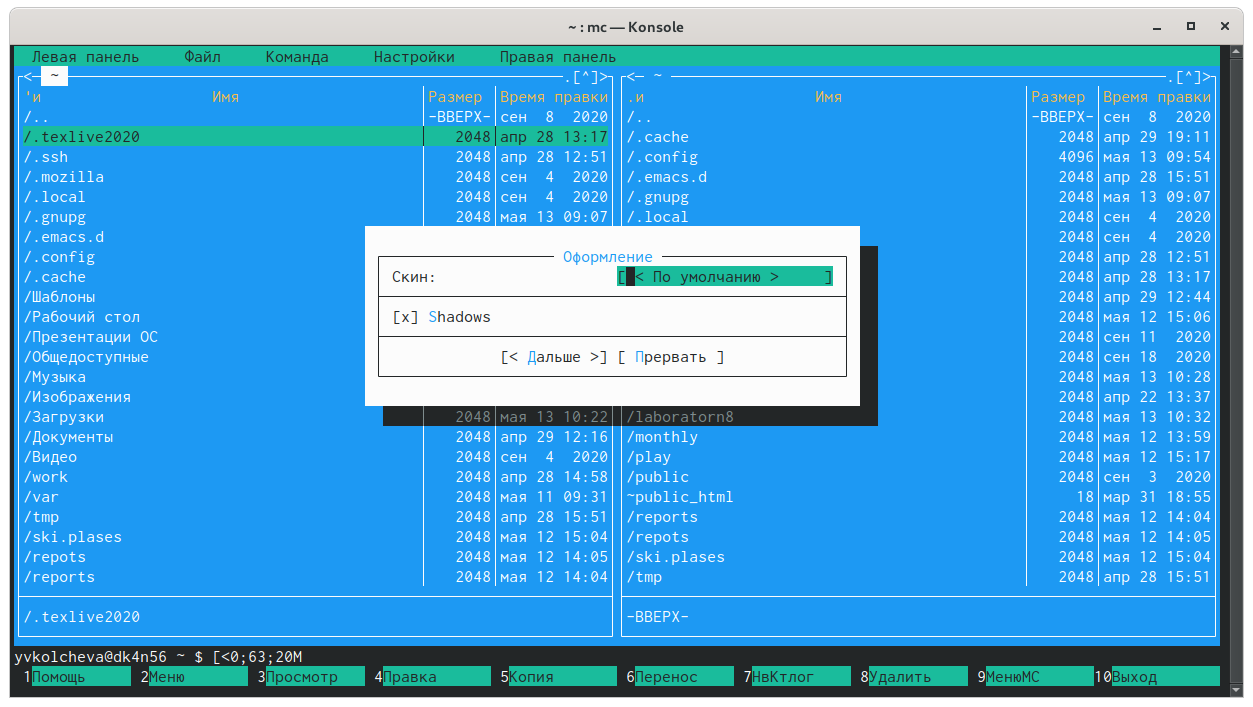 ~ : mc — Konsole
Левая панель Файл Команда Настройки Правая панель
<— ~ .[^]> <— ~ .[^]>
'и Имя Размер Время правки .и Имя Размер Время правки
/.. -ВВЕРХ- сен 8 2020 /.. -ВВЕРХ- сен 8 2020
/.texlive2020 2048 апр 28 13:17 /.cache 2048 апр 29 19:11
/.ssh 2048 апр 28 12:51 /.config 4096 мая 13 09:54
/.mozilla 2048 сен 4 2020 /.emacs.d 2048 апр 28 15:51
/.local 2048 сен 4 2020 /.gnupg 2048 мая 13 09:07
/.gnupg 2048 мая 13 09:07 /.local 2048 сен 4 2020
/.emacs.d 2048 сен 4 2020
/.config Оформление 2048 апр 28 12:51
/.cache Скин: [< По умолчанию > ] 2048 апр 28 13:17
/Шаблоны 2048 апр 29 12:44
/Рабочий стол [x] Shadows 2048 мая 12 15:06
/Презентации ОС 2048 сен 11 2020
/Общедоступные [< Дальше >] [ Прервать ] 2048 сен 18 2020
/Музыка 2048 мая 13 10:28
/Изображения 2048 апр 22 13:37
/Загрузки 2048 мая 13 10:22 /laboratorn8 2048 мая 13 10:32
/Документы 2048 апр 29 12:16 /monthly 2048 мая 12 13:59
/Видео 2048 сен 4 2020 /play 2048 мая 12 15:17
/work 2048 апр 28 14:58 /public 2048 сен 3 2020
/var 2048 мая 11 09:31 ~public_html 18 мар 31 18:55
/tmp 2048 апр 28 15:51 /reports 2048 мая 12 14:04
/ski.plases 2048 мая 12 15:04 /repots 2048 мая 12 14:05
/repots 2048 мая 12 14:05 /ski.plases 2048 мая 12 15:04
/reports 2048 мая 12 14:04 /tmp 2048 апр 28 15:51
/.texlive2020 -ВВЕРХ-
yvkolcheva@dk4n56 ~ $ [<0;63;20M
1Помощь 2Меню 3Просмотр 4Правка 5Копия 6Перенос 7НвКтлог 8Удалить 9МенюМС 10Выход